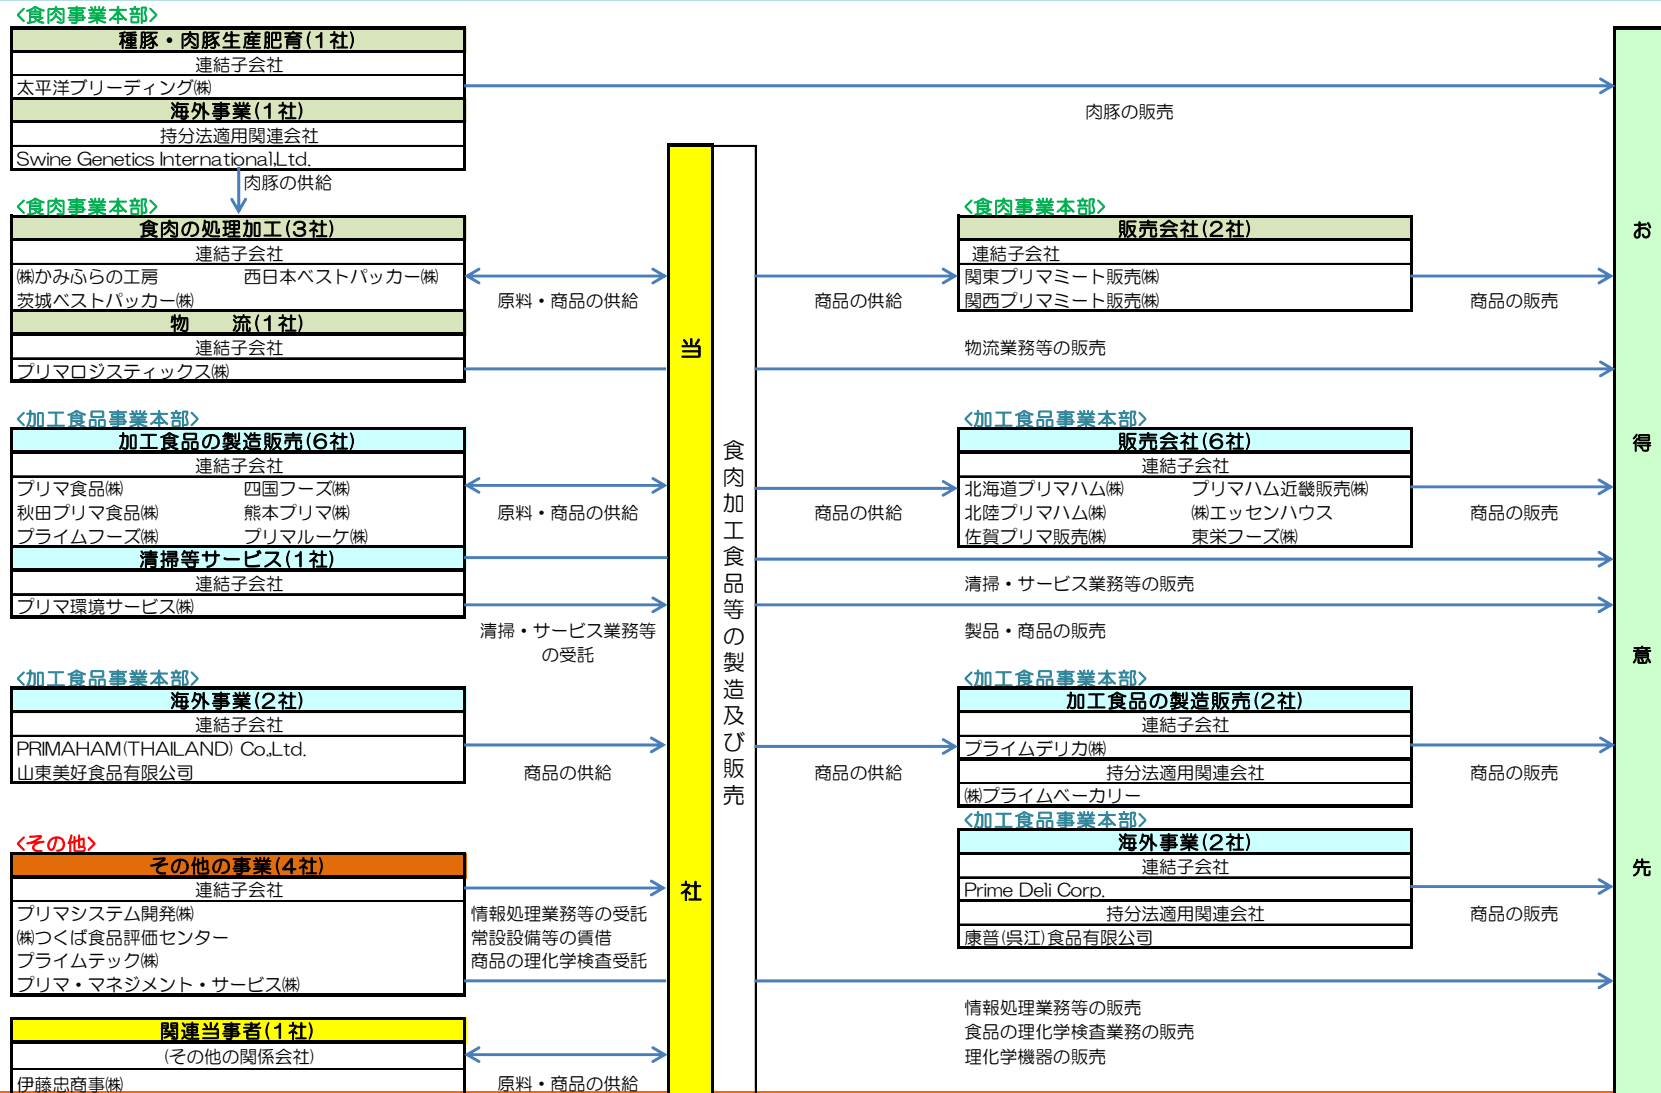 <食肉事業本部>
種豚・肉豚生産肥育(1社)
連結子会社
太平洋ブリーディング㈱
海外事業(1社)
持分法適用関連会社
Swine Genetics International,Ltd.
肉豚の供給
肉豚の販売
<食肉事業本部>
食肉の処理加工(3社)
連結子会社
㈱かみふらの工房 西日本ベストパッカー㈱
茨城ベストパッカー㈱
物 流(1社)
連結子会社
プリマロジスティックス㈱
原料・商品の供給
<加工食品事業本部>
加工食品の製造販売(6社)
連結子会社
プリマ食品㈱ 四国フーズ㈱
秋田プリマ食品㈱ 熊本プリマ㈱
プライムフーズ㈱ プリマルーケ㈱
清掃等サービス(1社)
連結子会社
プリマ環境サービス㈱
原料・商品の供給
清掃・サービス業務等
の受託
<加工食品事業本部>
海外事業(2社)
連結子会社
PRIMAHAM(THAILAND) Co.,Ltd.
山東美好食品有限公司
商品の供給
<その他>
その他の事業(4社)
連結子会社
プリマシステム開発㈱
㈱つくば食品評価センター
プライムテック㈱
プリマ・マネジメント・サービス㈱
情報処理業務等の受託
常設設備等の賃借
商品の理化学検査受託
関連当事者(1社)
(その他の関係会社)
伊藤忠商事㈱
原料・商品の供給
当社
食肉加工食品等の製造及び販売
<食肉事業本部>
販売会社(2社)
連結子会社
関東プリマミート販売㈱
関西プリマミート販売㈱
商品の供給
商品の販売
物流業務等の販売
<加工食品事業本部>
販売会社(6社)
連結子会社
北海道プリマハム㈱ プリマハム近畿販売㈱
北陸プリマハム㈱ ㈱エッセンハウス
佐賀プリマ販売㈱ 東栄フーズ㈱
商品の供給
商品の販売
清掃・サービス業務等の販売
製品・商品の販売
<加工食品事業本部>
加工食品の製造販売(2社)
連結子会社
プライムデリカ㈱
持分法適用関連会社
㈱プライムベーカリー
商品の供給
商品の販売
<加工食品事業本部>
海外事業(2社)
連結子会社
Prime Deli Corp.
持分法適用関連会社
康普(呉江)食品有限公司
商品の販売
情報処理業務等の販売
食品の理化学検査業務の販売
理化学機器の販売
お得意先